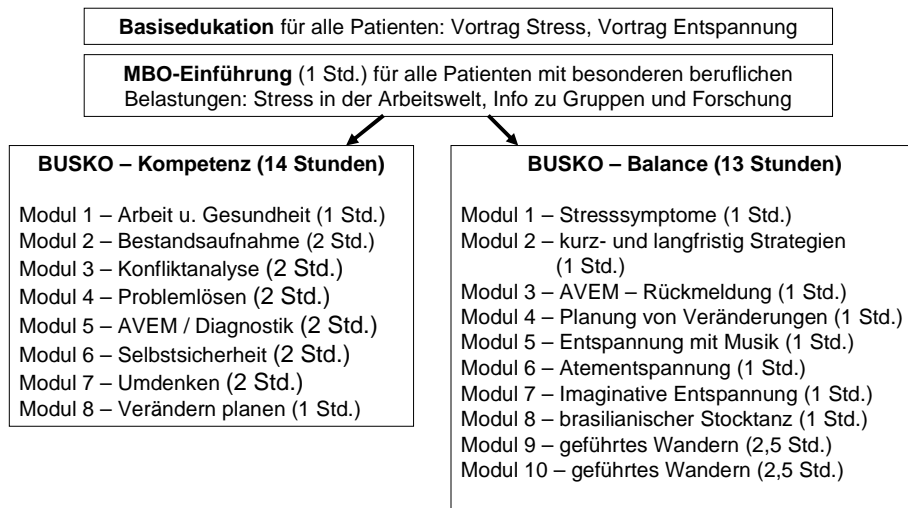 Basisedukation für alle Patienten: Vortrag Stress, Vortrag Entspannung
MBO-Einführung (1 Std.) für alle Patienten mit besonderen beruflichen
Belastungen: Stress in der Arbeitswelt, Info zu Gruppen und Forschung
BUSKO – Kompetenz (14 Stunden)
Modul 1 – Arbeit u. Gesundheit (1 Std.)
Modul 2 – Bestandsaufnahme (2 Std.)
Modul 3 – Konfliktanalyse (2 Std.)
Modul 4 – Problemlösen (2 Std.)
Modul 5 – AVEM / Diagnostik (2 Std.)
Modul 6 – Selbstsicherheit (2 Std.)
Modul 7 – Umdenken (2 Std.)
Modul 8 – Verändern planen (1 Std.)
BUSKO – Balance (13 Stunden)
Modul 1 – Stresssymptome (1 Std.)
Modul 2 – kurz- und langfristig Strategien
(1 Std.)
Modul 3 – AVEM – Rückmeldung (1 Std.)
Modul 4 – Planung von Veränderungen (1 Std.)
Modul 5 – Entspannung mit Musik (1 Std.)
Modul 6 – Atementspannung (1 Std.)
Modul 7 – Imaginative Entspannung (1 Std.)
Modul 8 – brasilianischer Stocktanz (1 Std.)
Modul 9 – geführtes Wandern (2,5 Std.)
Modul 10 – geführtes Wandern (2,5 Std.)